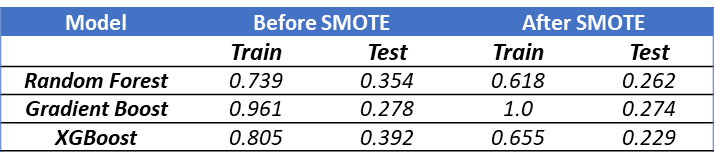 Model Before SMOTE After SMOTE
Train Test Train Test
Random Forest 0.739 0.354 0.618 0.262
Gradient Boost 0.961 0.278 1.0 0.274
XGBoost 0.805 0.392 0.655 0.229